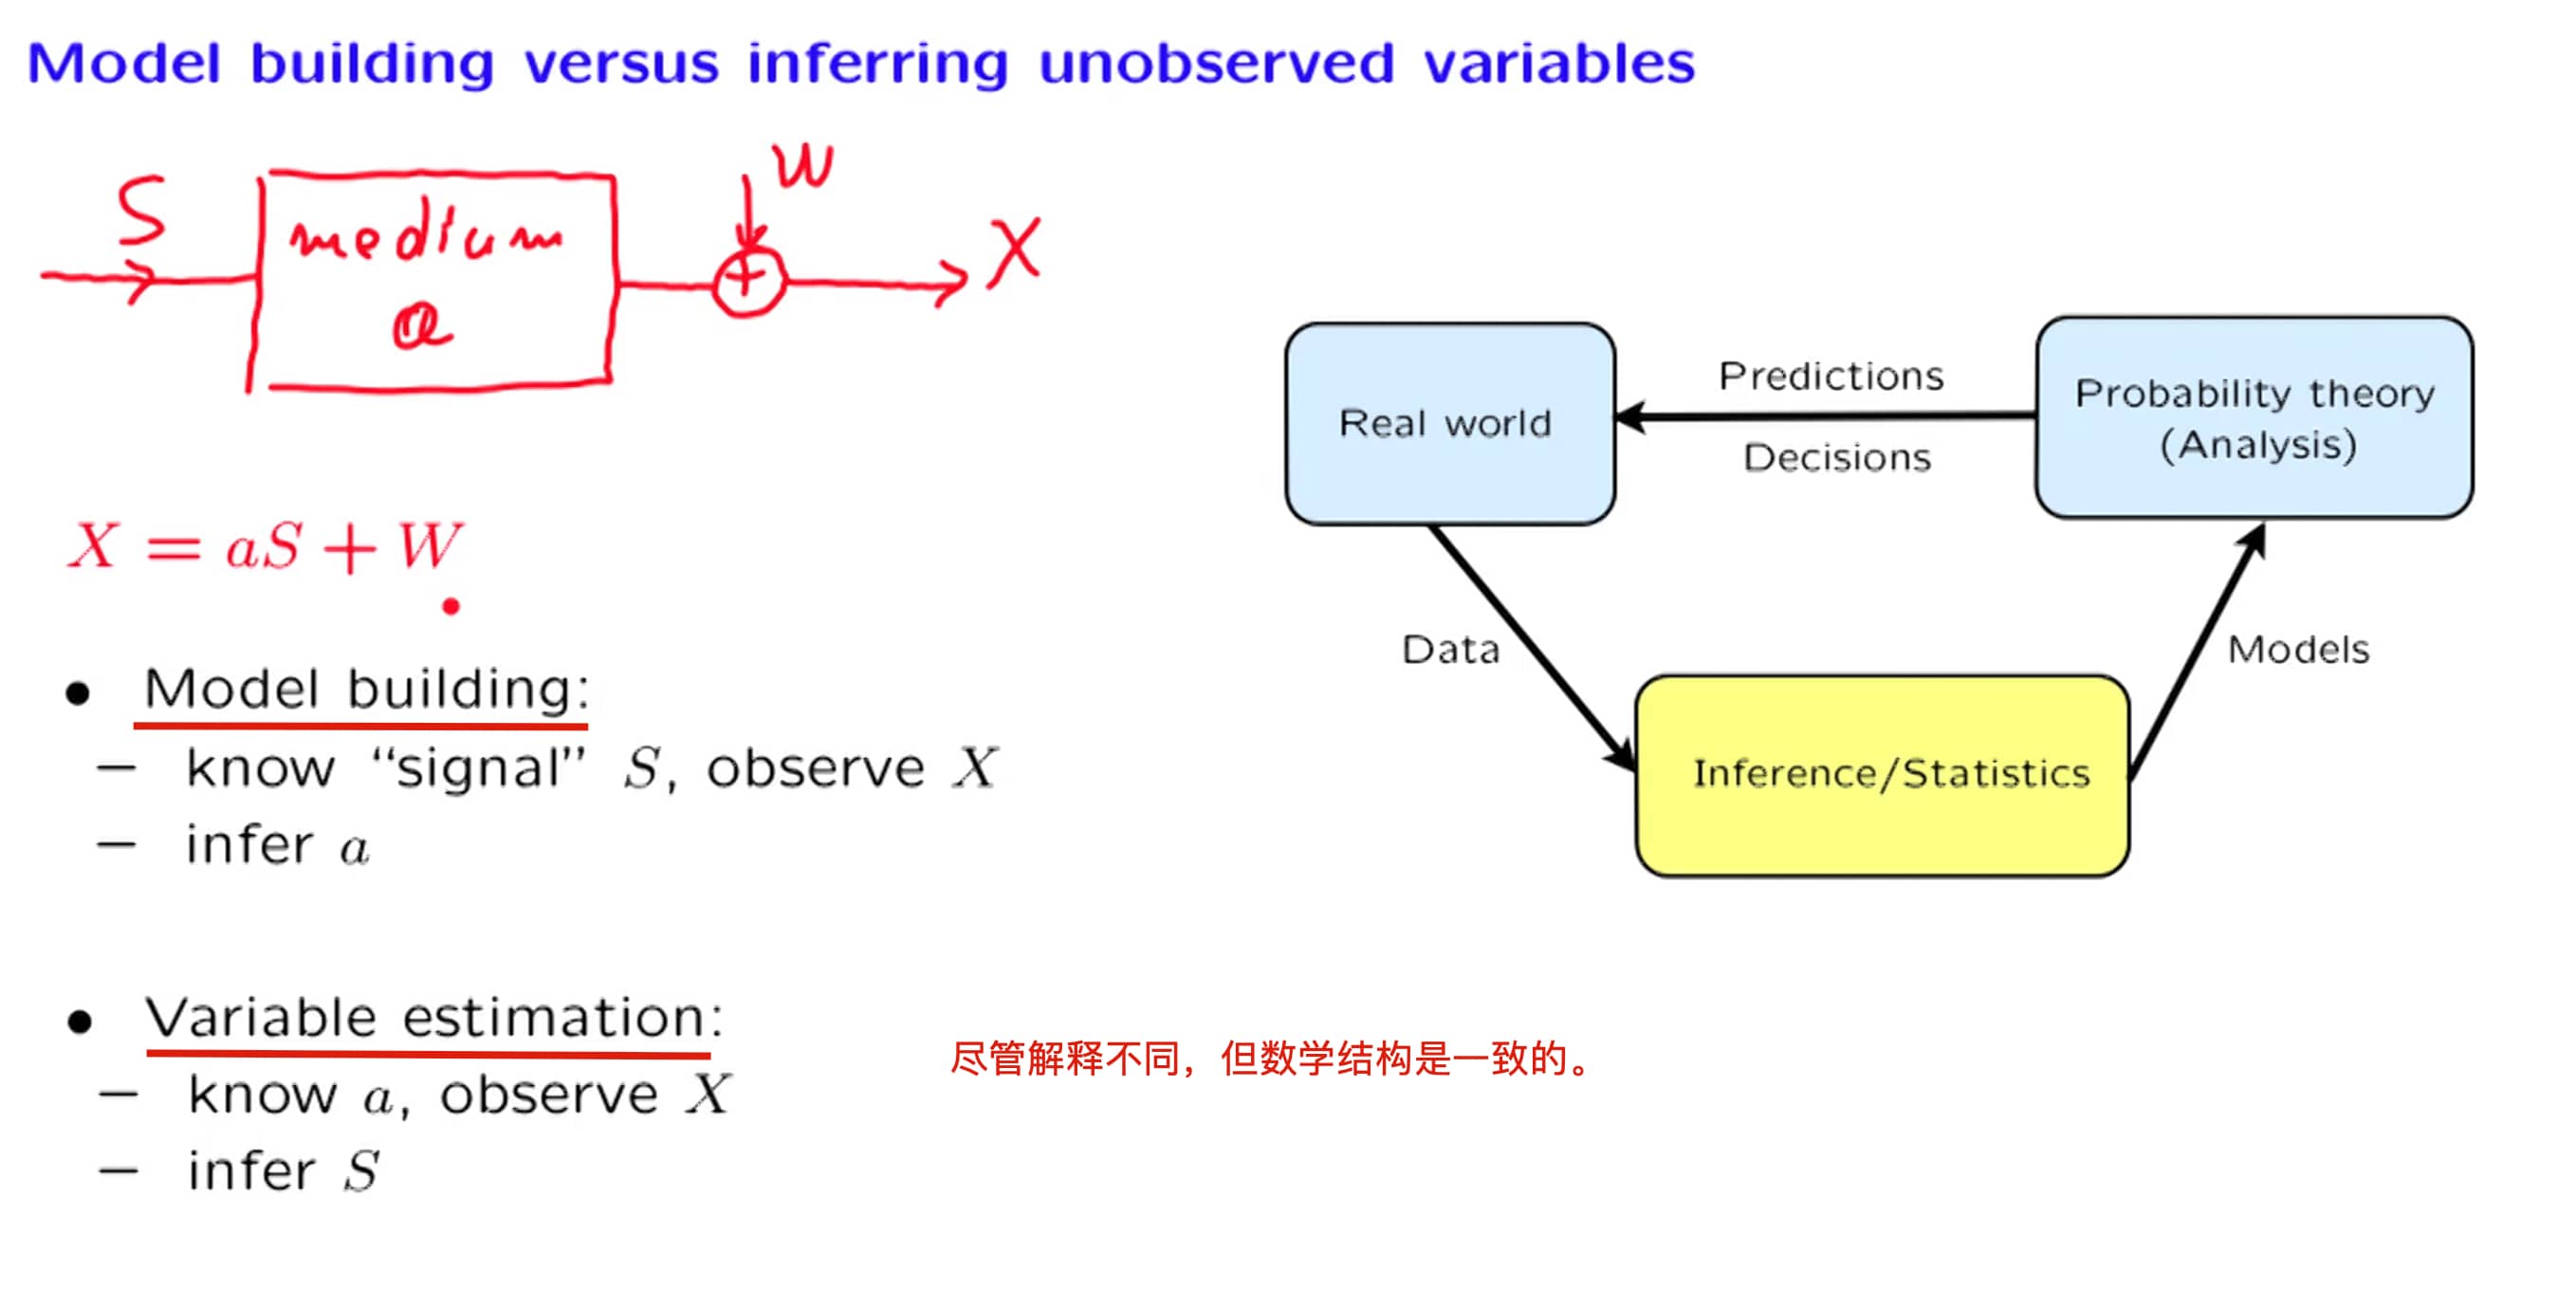 Model building versus inferring unobserved variables
S
medium
a
W
+
X
X = aS + W
• Model building:
– know “signal” S, observe X
– infer a
• Variable estimation:
– know a, observe X
– infer S
Real world
Predictions
Decisions
Probability theory
(Analysis)
Data
Models
Inference/Statistics
尽管解释不同，但数学结构是一致的。